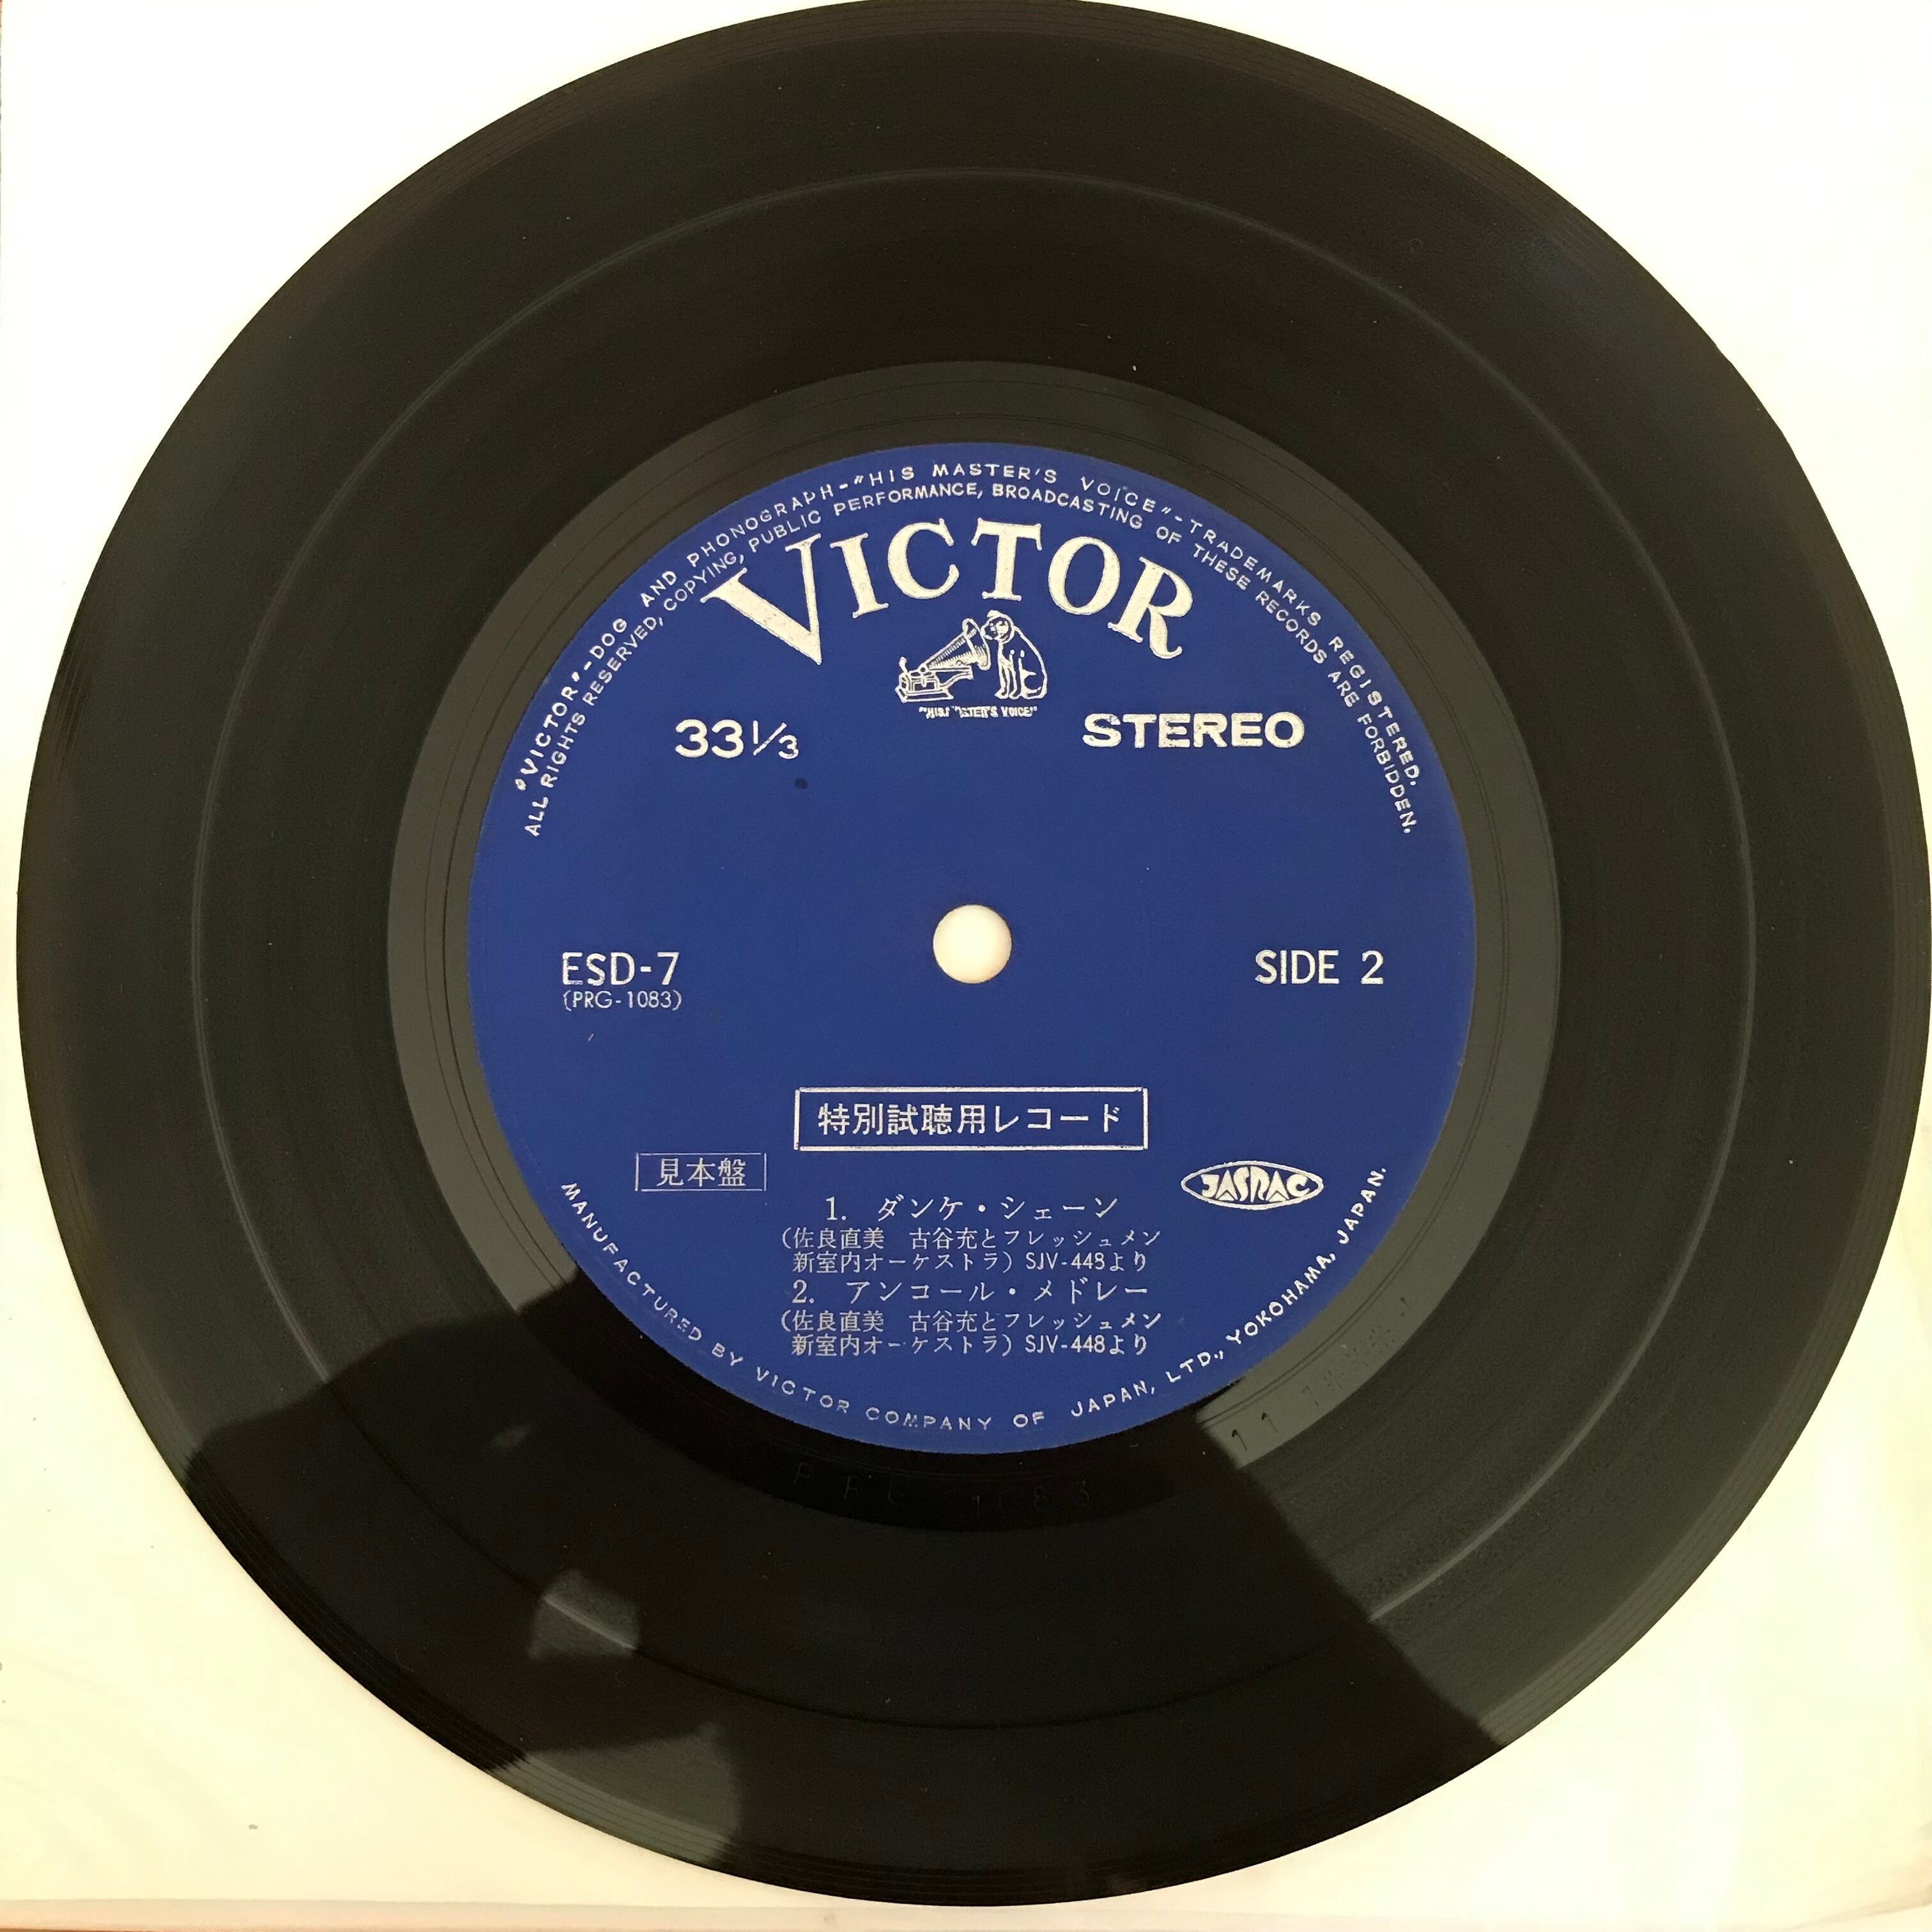 "VICTOR"-DOG AND PHONOGRAPH-"HIS MASTER'S VOICE"-TRADEMARKS REGISTERED.
ALL RIGHTS RESERVED, COPYING, PUBLIC PERFORMANCE, BROADCASTING OF THESE RECORDS ARE FORBIDDEN.
VICTOR
33 1/3
STEREO
ESD-7
(PRG-1083)
SIDE 2
特別試聴用レコード
見本盤
JASRAC
1. ダンケ・シェーン
(佐良直美 古谷充とフレッシュメン
新室内オーケストラ) SJV-448より
2. アンコール・メドレー
(佐良直美 古谷充とフレッシュメン
新室内オーケストラ) SJV-448より
MANUFACTURED BY VICTOR COMPANY OF JAPAN, LTD., YOKOHAMA, JAPAN.